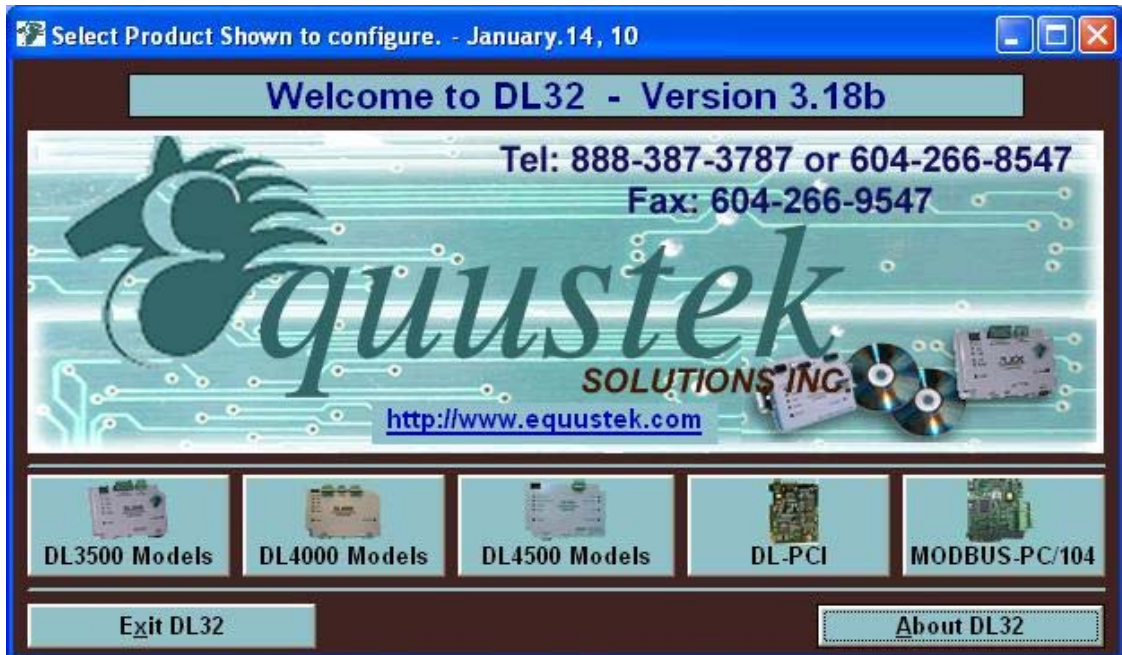 Select Product Shown to configure. - January.14, 10
Welcome to DL32 - Version 3.18b
Tel: 888-387-3787 or 604-266-8547
Fax: 604-266-9547
Equustek
SOLUTIONS INC.
http://www.equustek.com
DL3500 Models
DL4000 Models
DL4500 Models
DL-PCI
MODBUS-PC/104
Exit DL32
About DL32